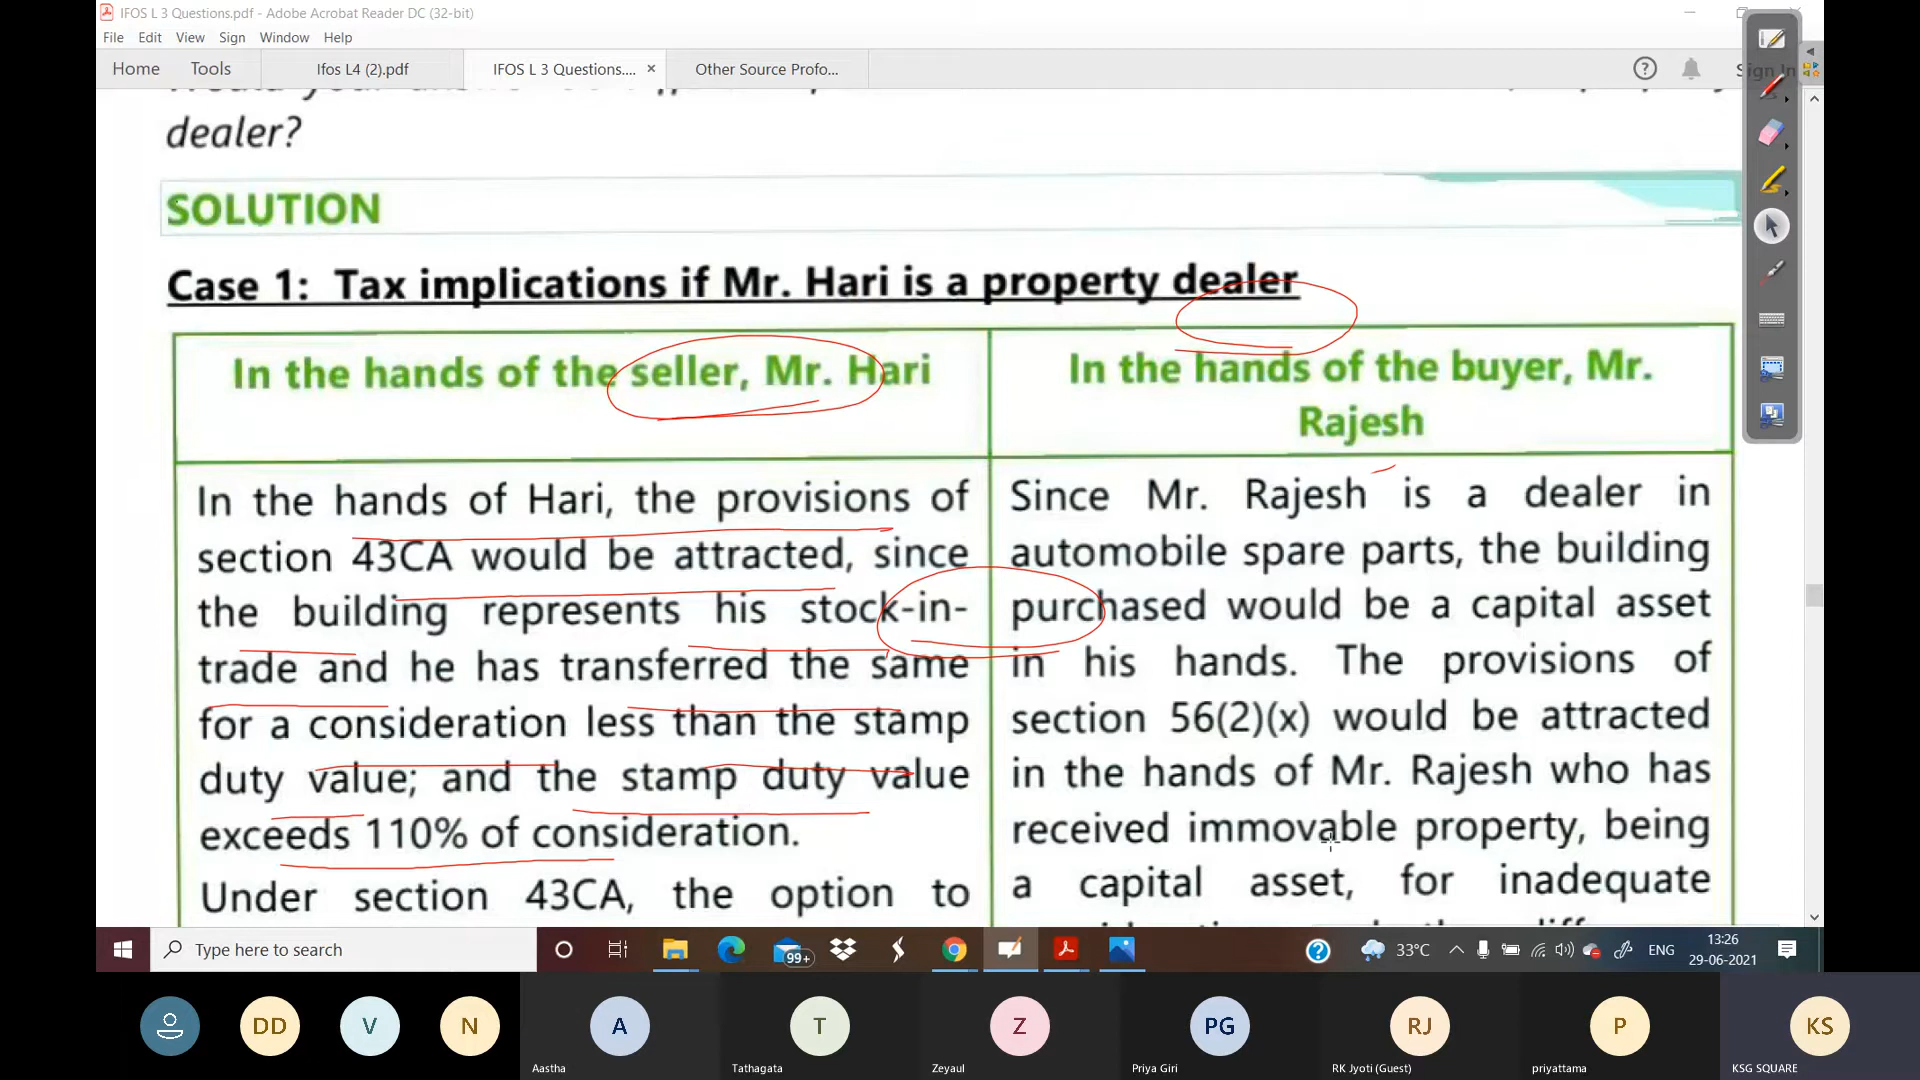 IFOS L 3 Questions.pdf - Adobe Acrobat Reader DC (32-bit)
File Edit View Sign Window Help
Home Tools Ifos L4 (2).pdf IFOS L 3 Questions.... × Other Source Profo... Sign In
dealer?
SOLUTION
Case 1: Tax implications if Mr. Hari is a property dealer
In the hands of the seller, Mr. Hari
In the hands of Hari, the provisions of
section 43CA would be attracted, since
the building represents his stock-in-
trade and he has transferred the same
for a consideration less than the stamp
duty value; and the stamp duty value
exceeds 110% of consideration.
Under section 43CA, the option to
In the hands of the buyer, Mr.
Rajesh
Since Mr. Rajesh is a dealer in
automobile spare parts, the building
purchased would be a capital asset
in his hands. The provisions of
section 56(2)(x) would be attracted
in the hands of Mr. Rajesh who has
received immovable property, being
a capital asset, for inadequate
Type here to search
99+
33°C
ENG
13:26
29-06-2021
DD V N A T Z PG RJ P KS
Aastha Tathagata Zeyaul Priya Giri RK Jyoti (Guest) priyattama KSG SQUARE